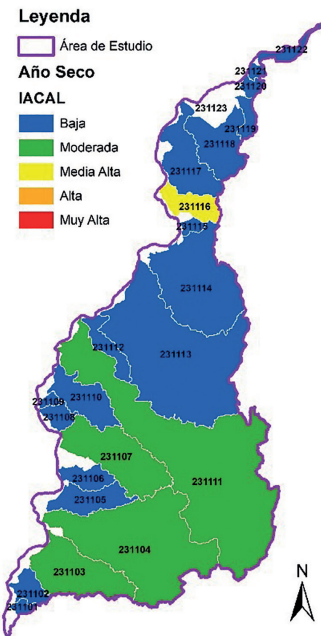 Leyenda
Área de Estudio
Año Seco
IACAL
Baja
Moderada
Media Alta
Alta
Muy Alta
231122
231121
231120
231123
231119
231118
231117
231116
231115
231114
231113
231112
231110
231109
231108
231107
231111
231106
231105
231104
231103
231102
231101
N